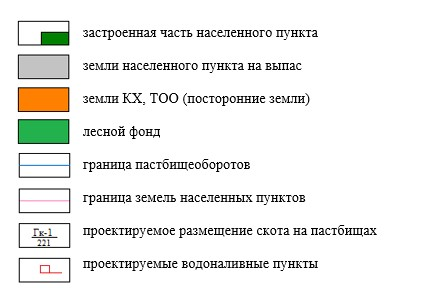 застроенная часть населенного пункта
земли населенного пункта на выпас
земли КХ, ТОО (посторонние земли)
лесной фонд
граница пастбищеоборотов
граница земель населенных пунктов
Гк-1
221
проектируемое размещение скота на пастбищах
проектируемые водоналивные пункты